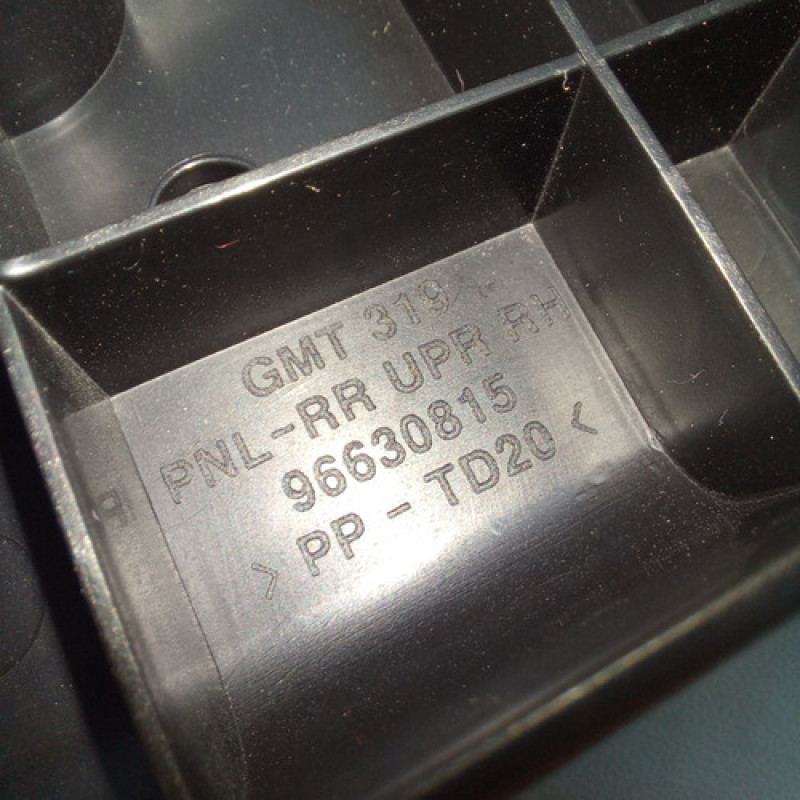 GMT 319
PNL-RR UPR RH
96630815
> PP - TD20 <